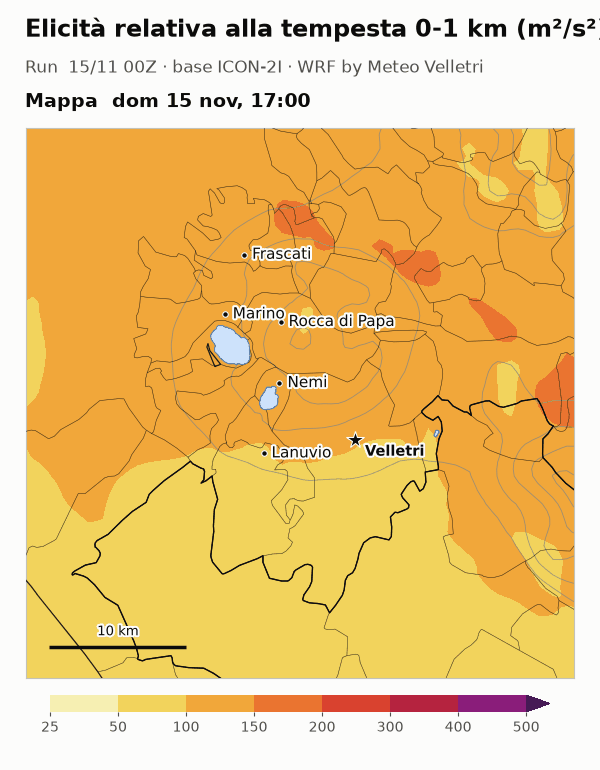 Elicità relativa alla tempesta 0-1 km (m²/s²)
Run 15/11 00Z · base ICON-2I · WRF by Meteo Velletri
Mappa dom 15 nov, 17:00
Frascati
Marino
Rocca di Papa
Nemi
Velletri
Lanuvio
10 km
25 50 100 150 200 300 400 500